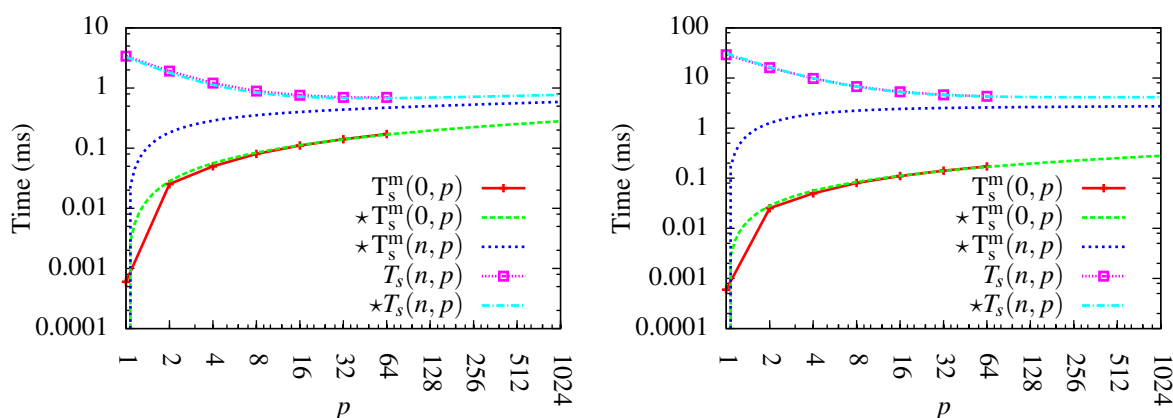 10
1
0.1
0.01
0.001
0.0001
Time (ms)
T_s^m(0, p)
⋆T_s^m(0, p)
⋆T_s^m(n, p)
T_s(n, p)
⋆T_s(n, p)
1 2 4 8 16 32 64 128 256 512 1024
p
100
10
1
0.1
0.01
0.001
0.0001
Time (ms)
T_s^m(0, p)
⋆T_s^m(0, p)
⋆T_s^m(n, p)
T_s(n, p)
⋆T_s(n, p)
1 2 4 8 16 32 64 128 256 512 1024
p